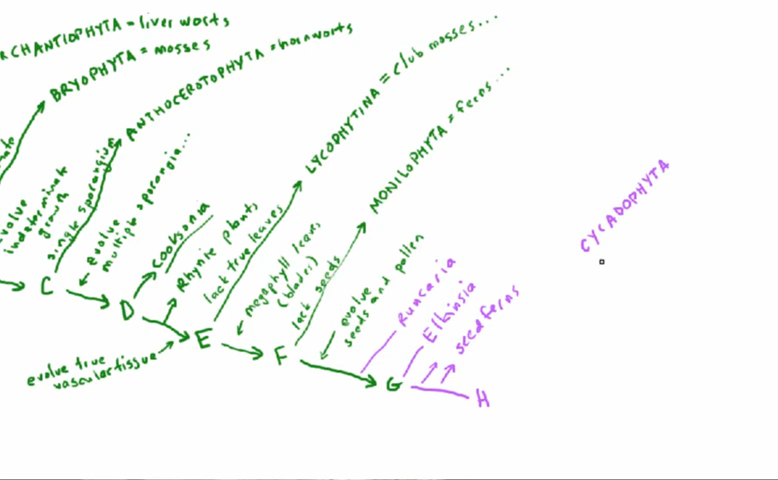 RCHANTIOPHYTA = liver worts
BRYOPHYTA = mosses
ANTHOCEROTOPHYTA = hornworts
LYCOPHYTINA = club mosses...
MONILOPHYTA = ferns...
CYCADOPHYTA
evolve
indeterminate
growth
single sporangium
evolve
multiple sporangia...
Cooksonia
Rhynie plants
lack true leaves
megaphyll leaves
(blades)
lack seeds
evolve
seeds and pollen
Runcaria
Elkinsia
seed ferns
C
D
E
F
G
H
evolve true
vascular tissue